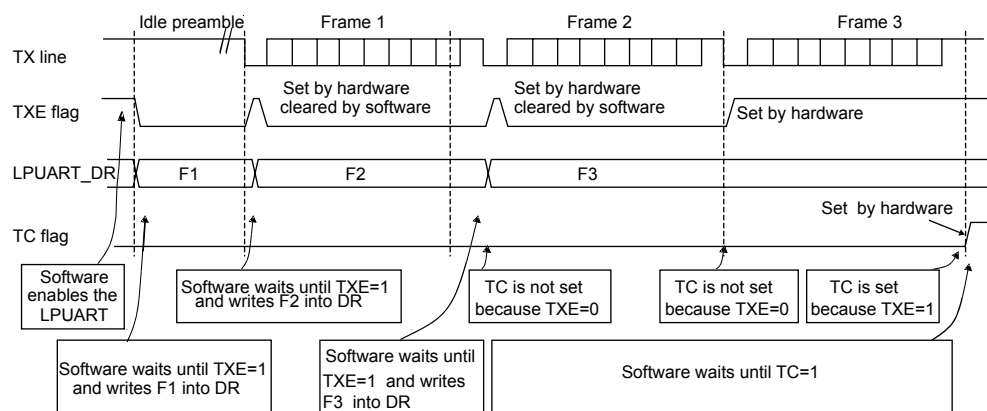 Idle preamble
Frame 1
Frame 2
Frame 3
TX line
Set by hardware
cleared by software
Set by hardware
cleared by software
TXE flag
Set by hardware
LPUART_DR
F1
F2
F3
Set by hardware
TC flag
Software
enables the
LPUART
Software waits until TXE=1
and writes F2 into DR
TC is not set
because TXE=0
TC is not set
because TXE=0
TC is set
because TXE=1
Software waits until TXE=1
and writes F1 into DR
Software waits until
TXE=1 and writes
F3 into DR
Software waits until TC=1